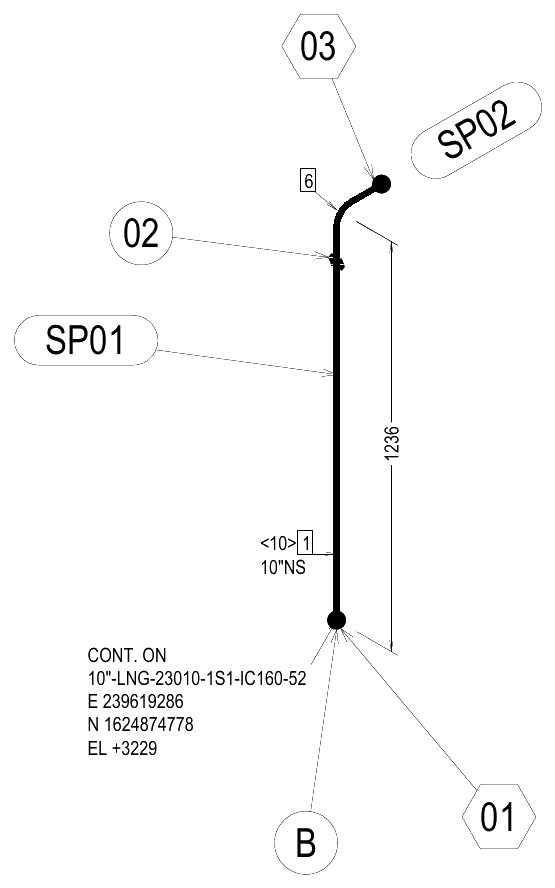 03
SP02
6
02
SP01
1236
<10> 1
10"NS
CONT. ON
10"-LNG-23010-1S1-IC160-52
E 239619286
N 1624874778
EL +3229
01
B